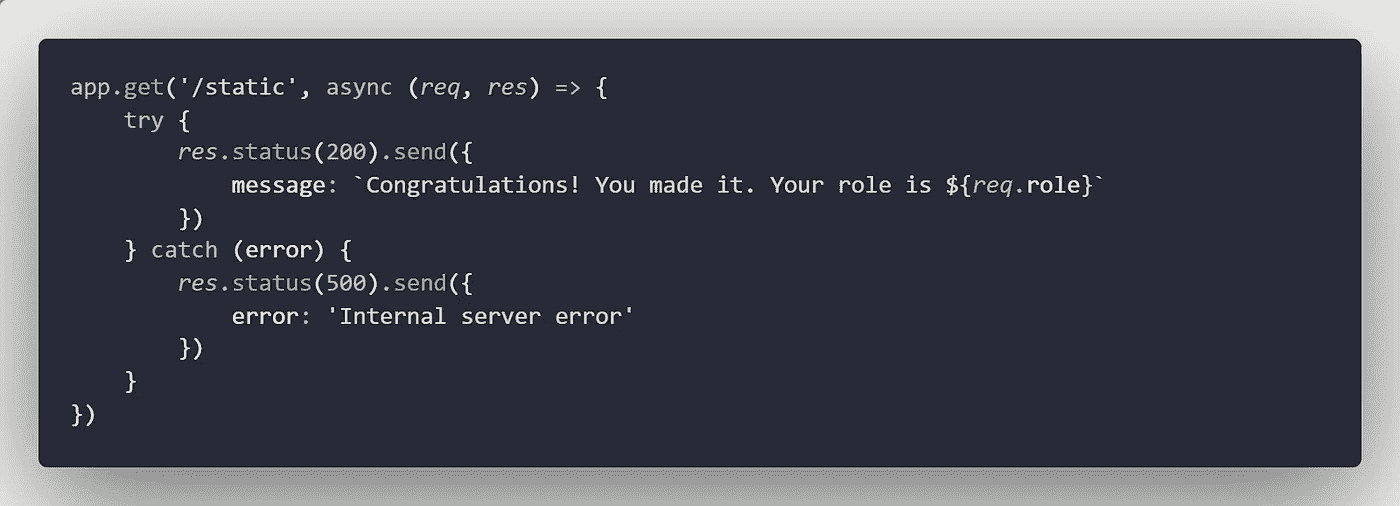 app.get('/static', async (req, res) => {
    try {
        res.status(200).send({
            message: `Congratulations! You made it. Your role is ${req.role}`
        })
    } catch (error) {
        res.status(500).send({
            error: 'Internal server error'
        })
    }
})